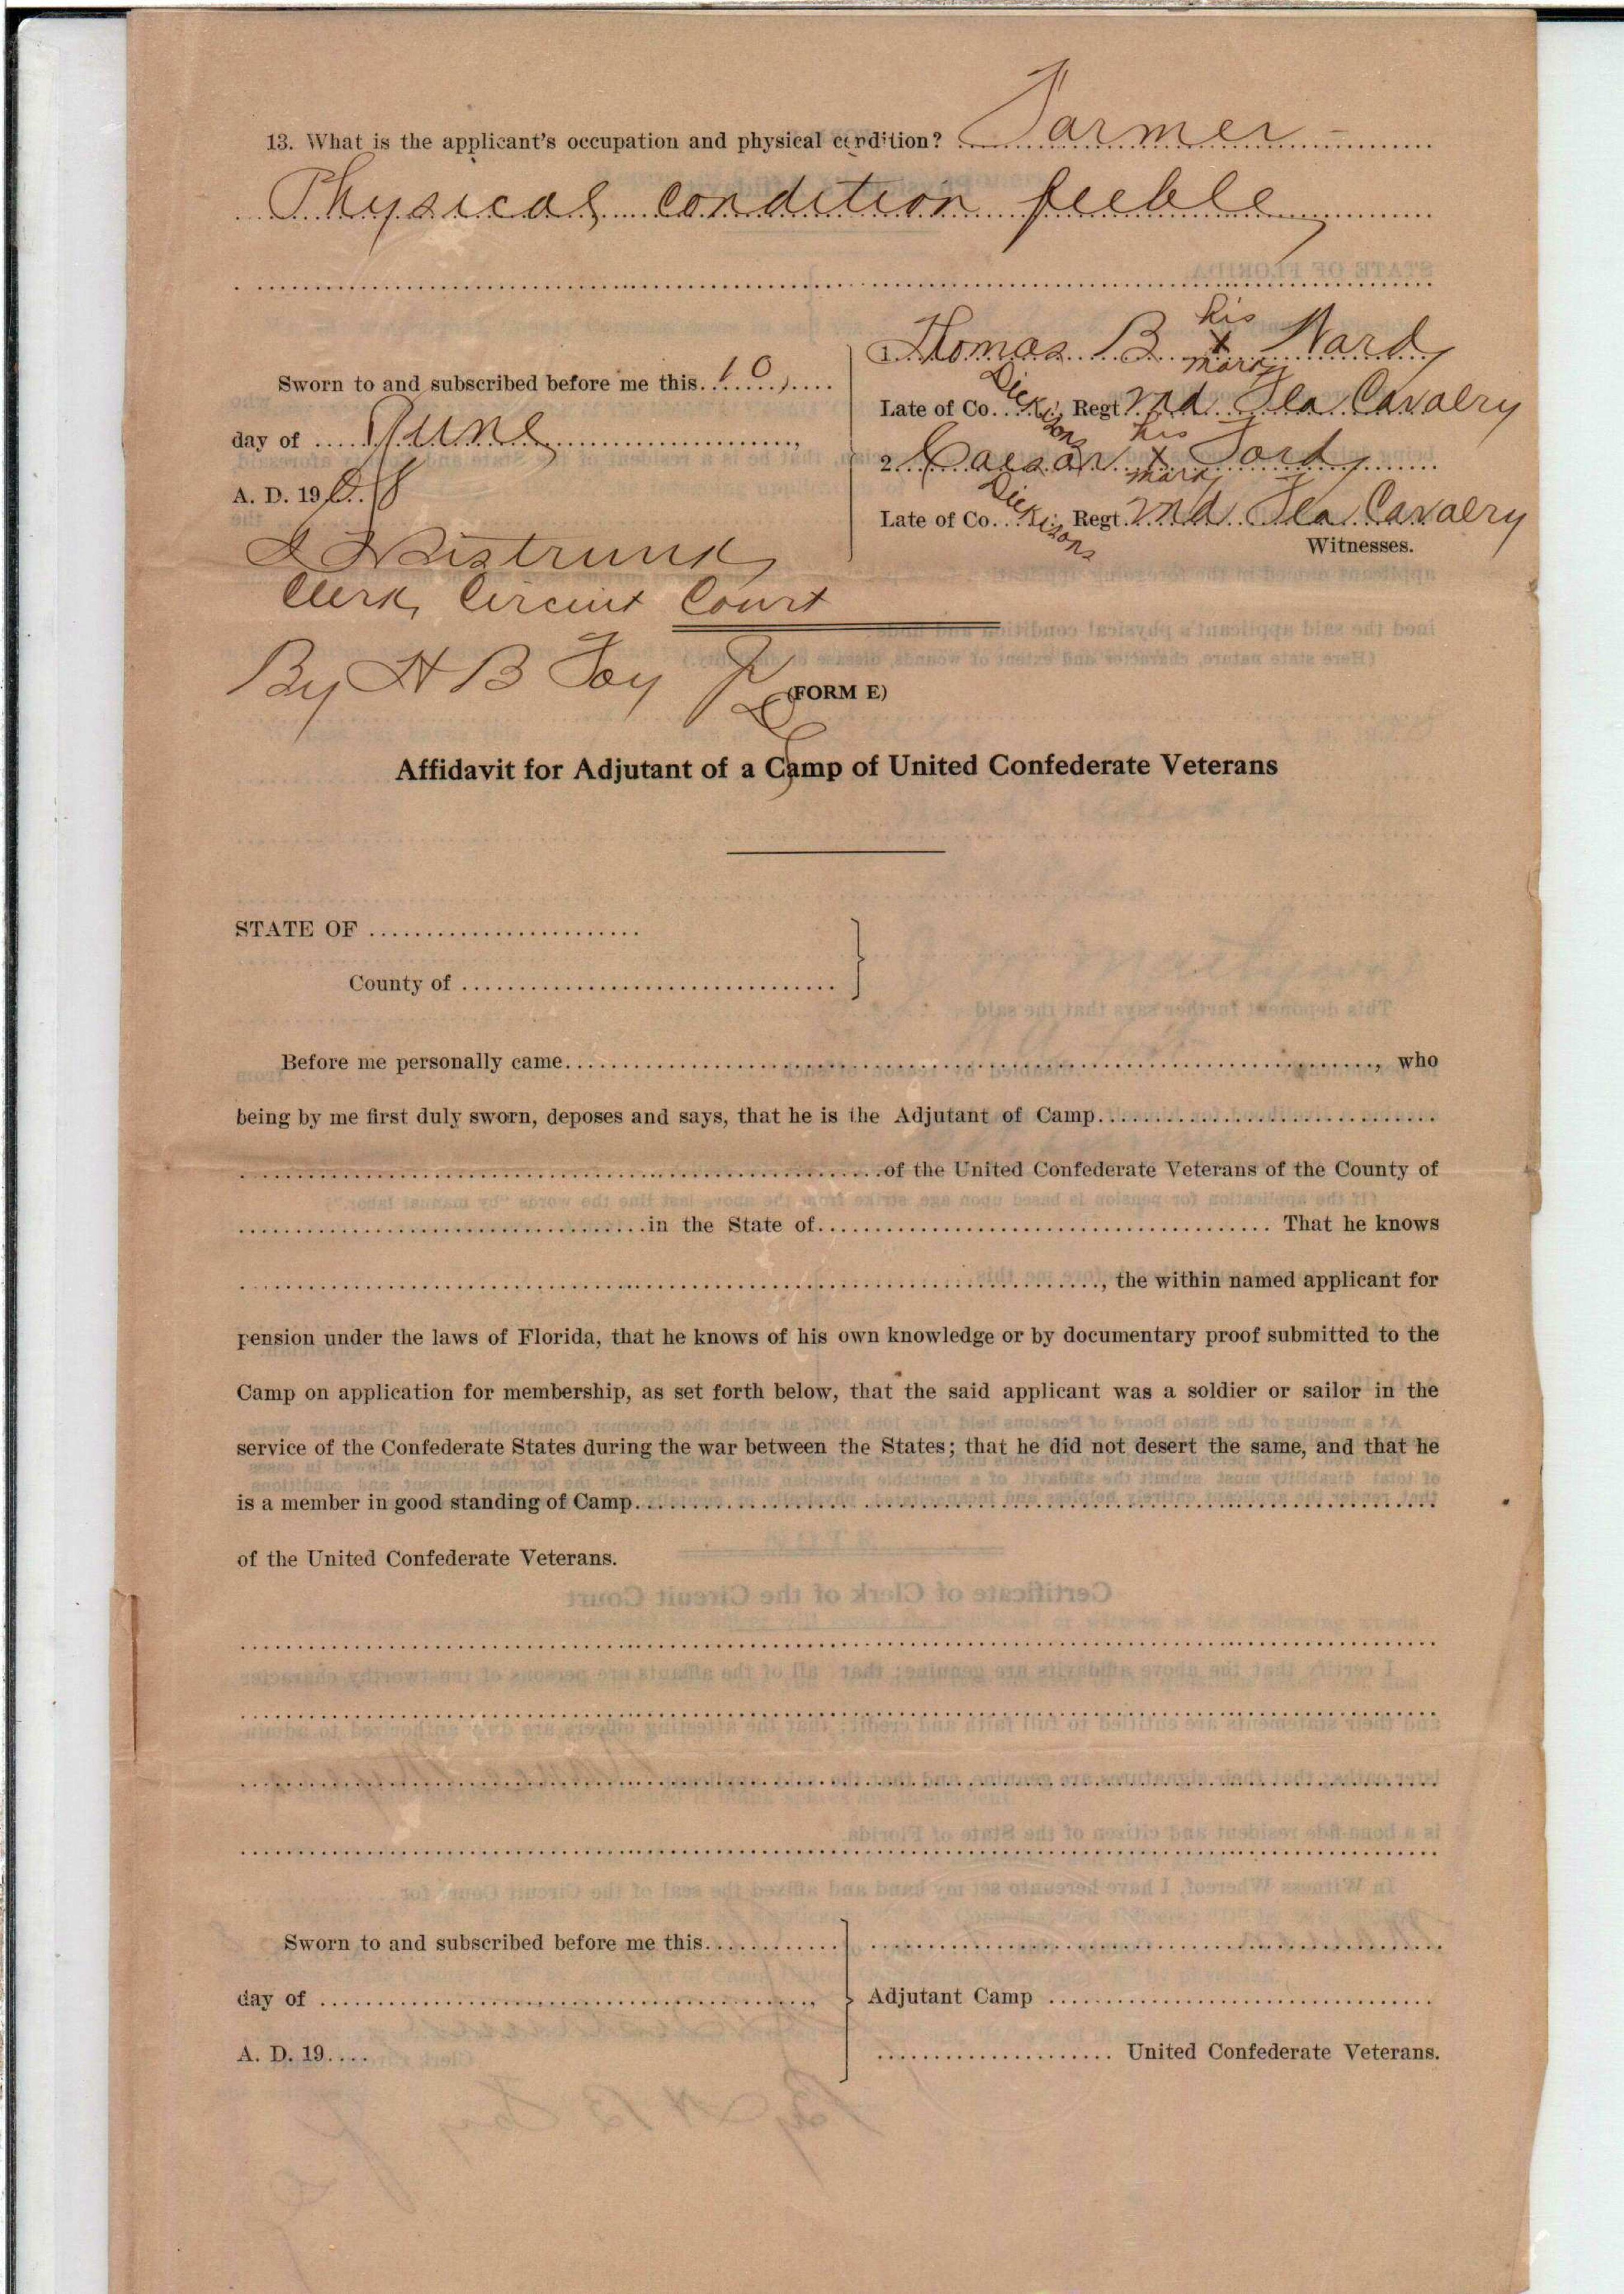 13. What is the applicant's occupation and physical condition? Farmer -
Physical condition feeble
Sworn to and subscribed before me this 10,
day of June,
A. D. 1908
1. Thomas B his x mark Ward
Late of Co. Dickisons Regt 2nd Fla. Cavalry
2. Caesar his x mark Ford
Late of Co. Dickisons Regt. 2nd Fla. Cavalry
Witnesses.
Clerk Circuit Court
By H B Foy
(FORM E)
Affidavit for Adjutant of a Camp of United Confederate Veterans
STATE OF
County of
Before me personally came, who
being by me first duly sworn, deposes and says, that he is the Adjutant of Camp
of the United Confederate Veterans of the County of
in the State of That he knows
, the within named applicant for
pension under the laws of Florida, that he knows of his own knowledge or by documentary proof submitted to the
Camp on application for membership, as set forth below, that the said applicant was a soldier or sailor in the
service of the Confederate States during the war between the States; that he did not desert the same, and that he
is a member in good standing of Camp
of the United Confederate Veterans.
Sworn to and subscribed before me this
day of ,
A. D. 19
Adjutant Camp
United Confederate Veterans.